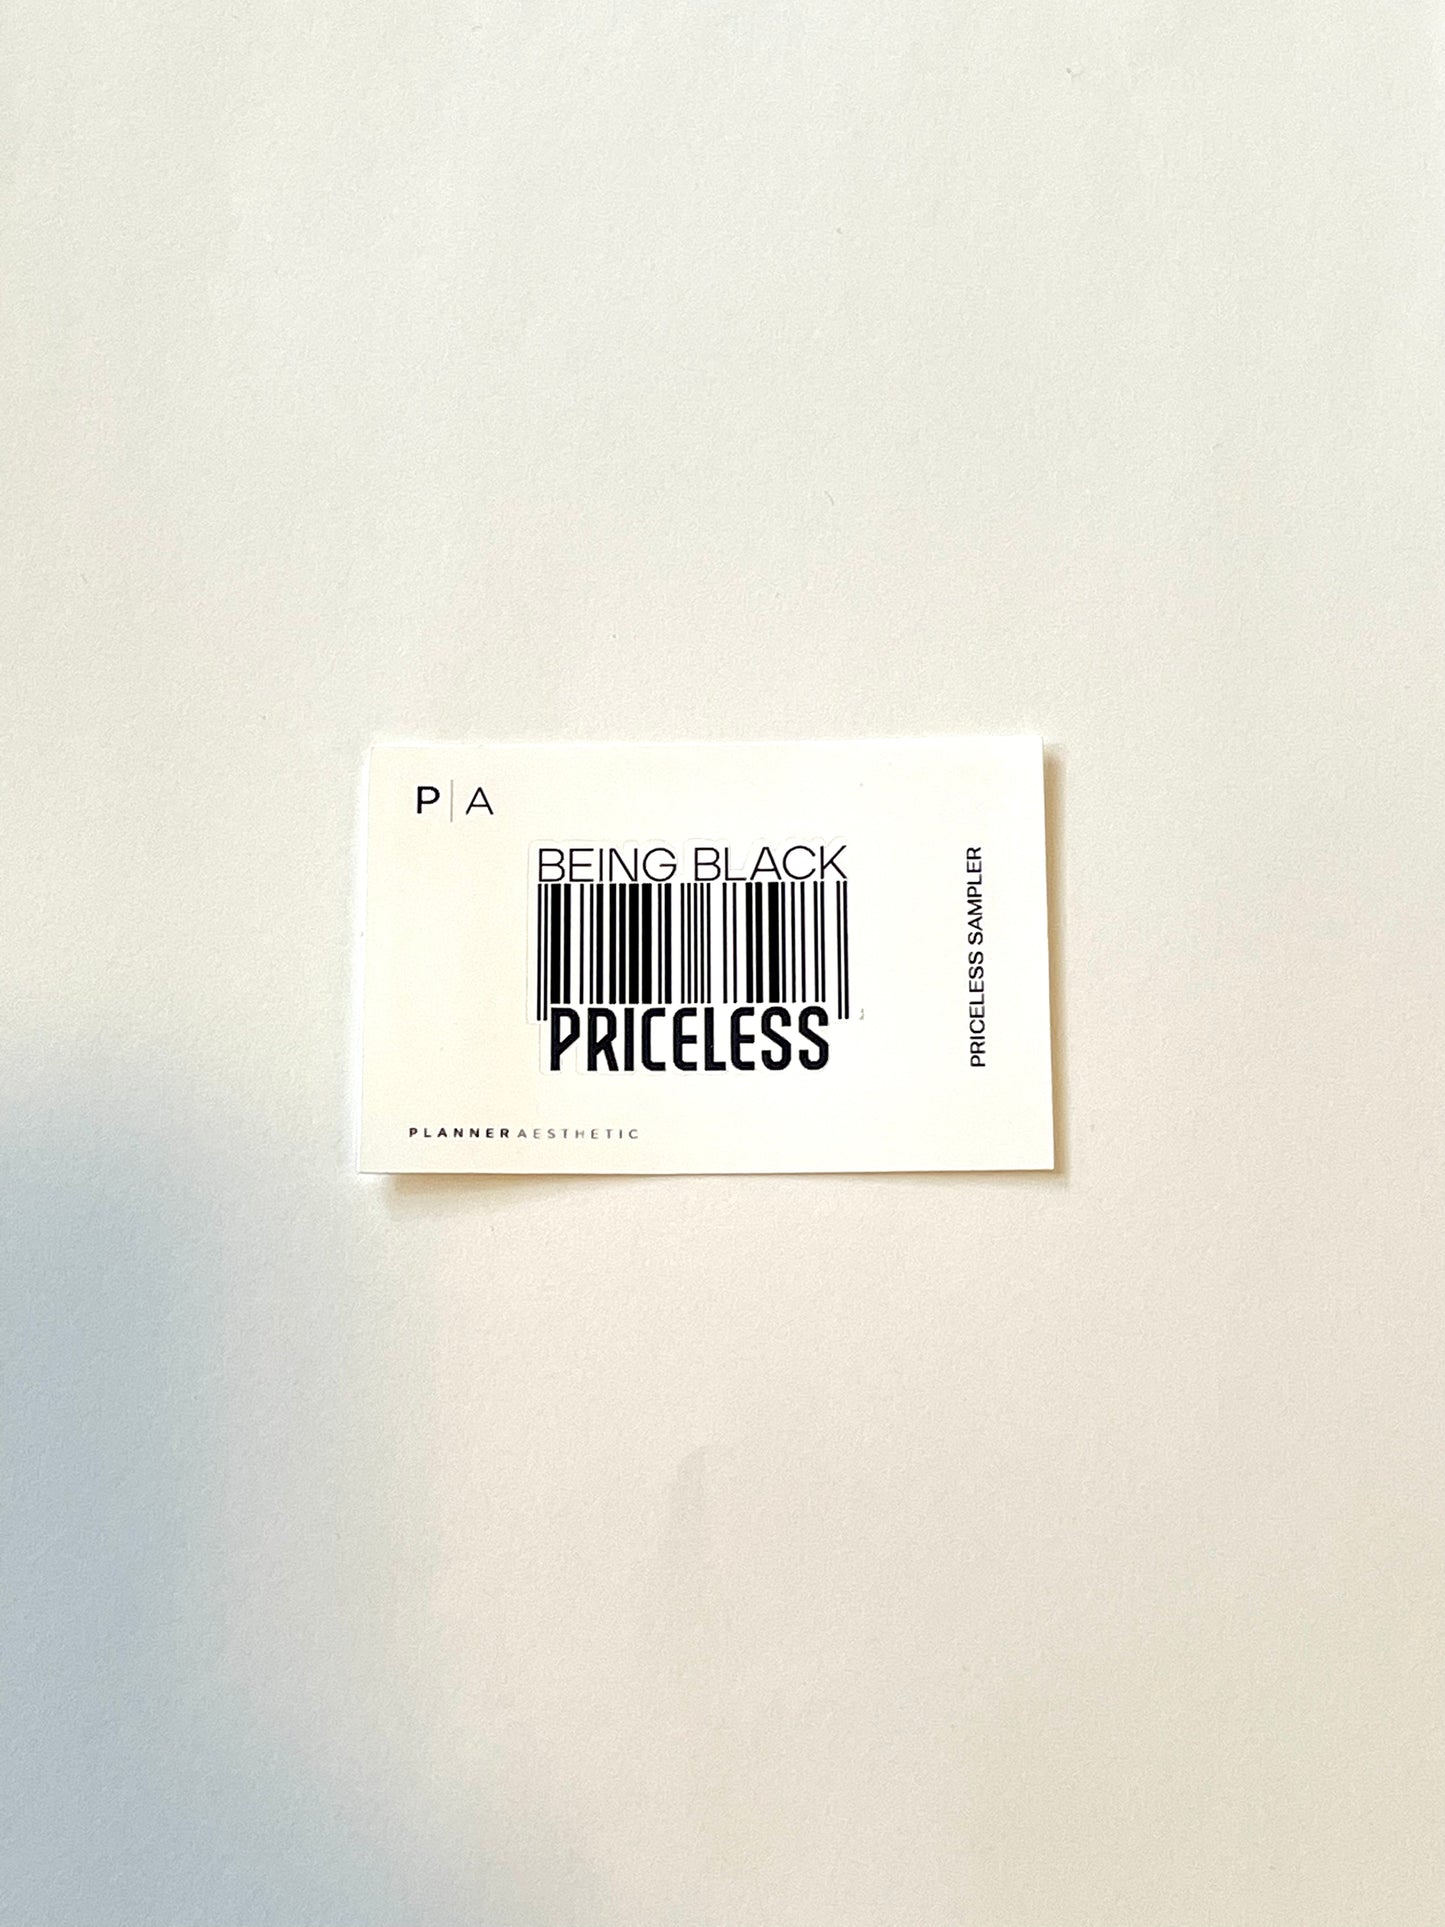 P|A
BEING BLACK
PRICELESS
PRICELESS SAMPLER
PLANNERAESTHETIC